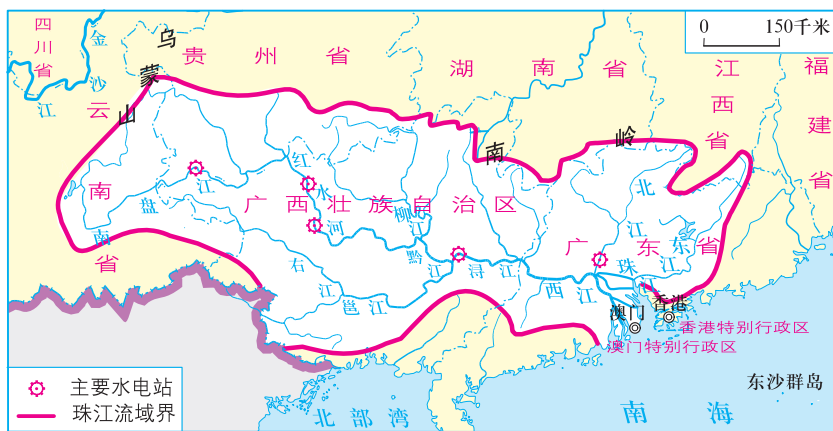 四川省
金沙江
乌蒙山
贵州省
湖南省
江西省
福建省
0 150千米
云南省
南岭
南盘江
红水河
广西壮族自治区
柳江
黔江
浔江
右江
邕江
西江
北江
东江
珠江
广东省
澳门
香港
香港特别行政区
澳门特别行政区
东沙群岛
北部湾
南海
主要水电站
珠江流域界